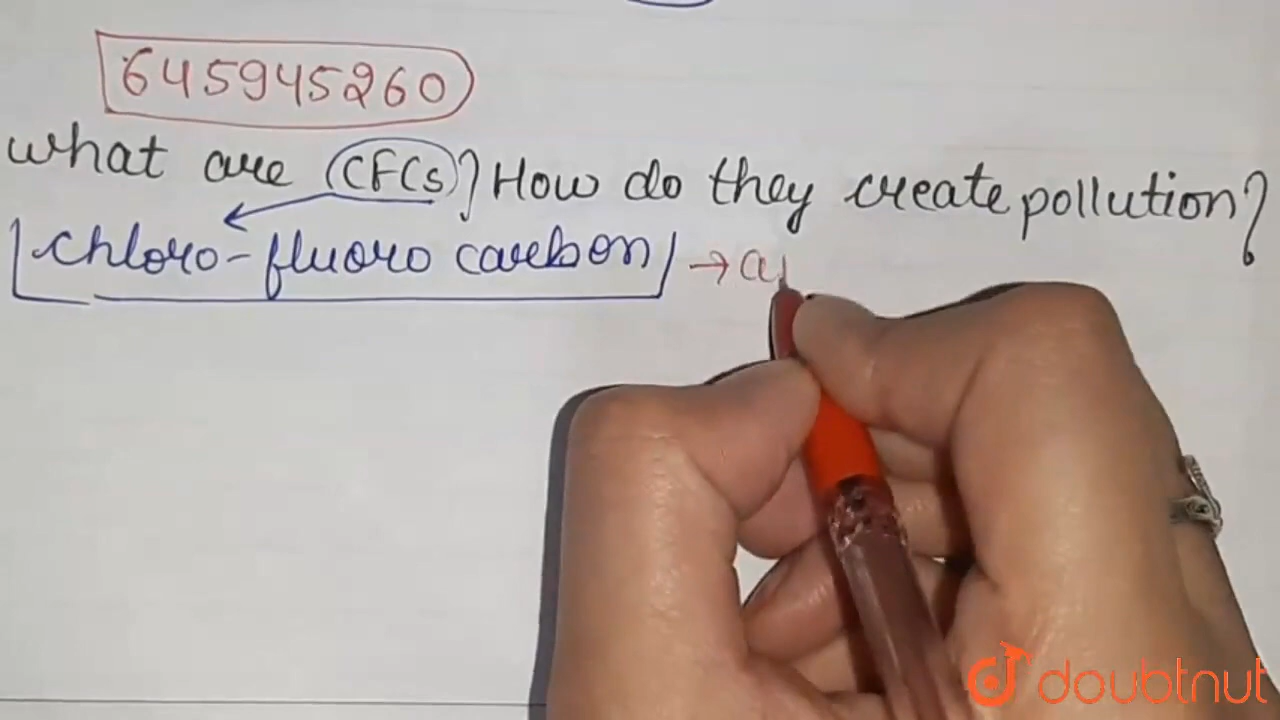 645945260
What are CFCs? How do they create pollution?
Chloro-fluoro carbon → a
doubtnut